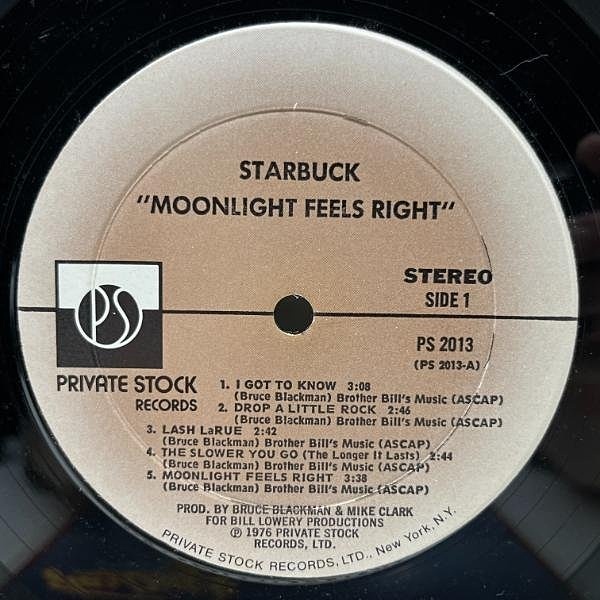 STARBUCK
"MOONLIGHT FEELS RIGHT"
STEREO
SIDE 1
PS
PS 2013
(PS 2013-A)
PRIVATE STOCK
RECORDS
1. I GOT TO KNOW 3:08
(Bruce Blackman) Brother Bill's Music (ASCAP)
2. DROP A LITTLE ROCK 2:46
(Bruce Blackman) Brother Bill's Music (ASCAP)
3. LASH LaRUE 2:42
(Bruce Blackman) Brother Bill's Music (ASCAP)
4. THE SLOWER YOU GO (The Longer It Lasts) 2:44
(Bruce Blackman) Brother Bill's Music (ASCAP)
5. MOONLIGHT FEELS RIGHT 3:38
(Bruce Blackman) Brother Bill's Music (ASCAP)
PROD. BY BRUCE BLACKMAN & MIKE CLARK
FOR BILL LOWERY PRODUCTIONS
℗ 1976 PRIVATE STOCK
RECORDS, LTD.
PRIVATE STOCK RECORDS, LTD., New York, N.Y.